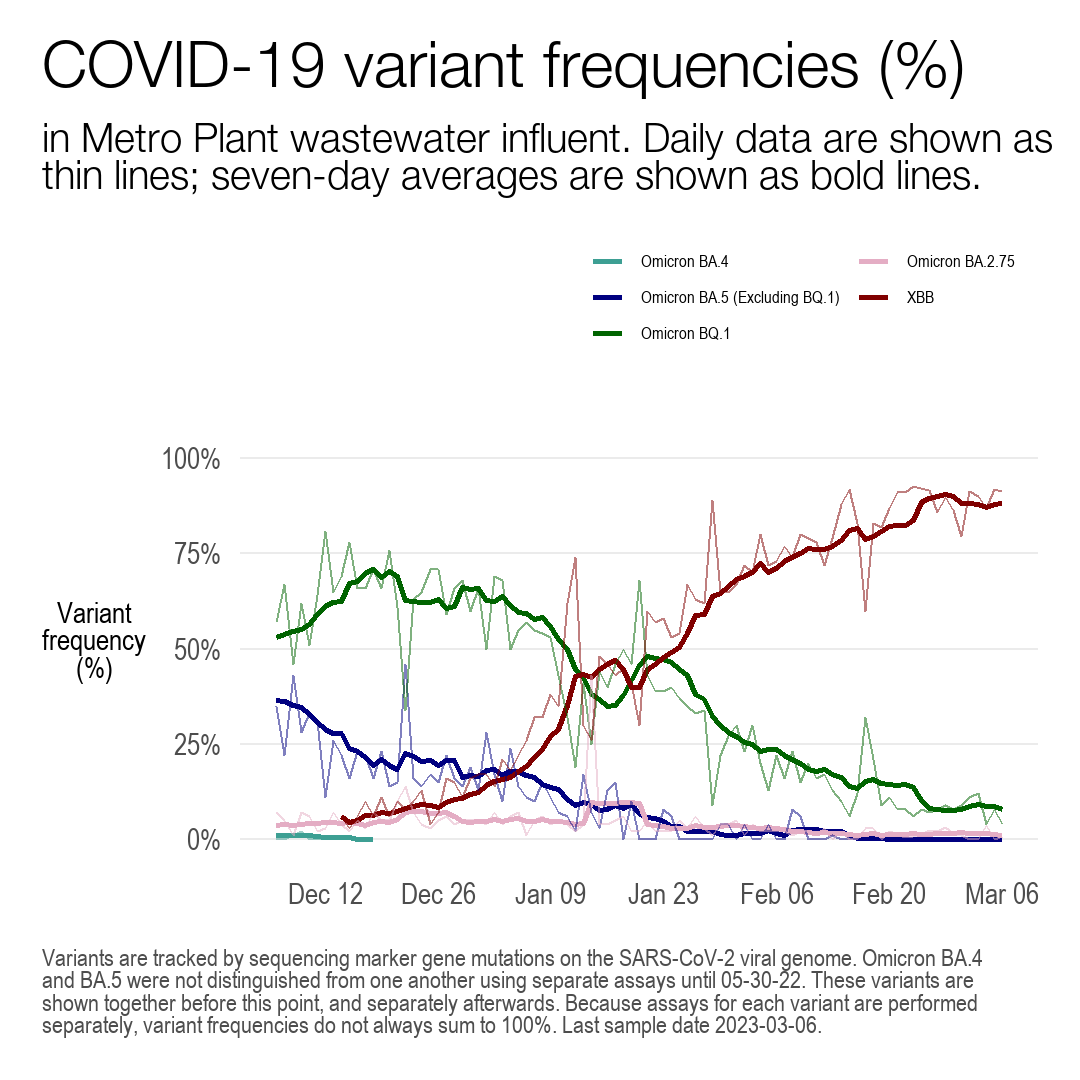 COVID-19 variant frequencies (%)
in Metro Plant wastewater influent. Daily data are shown as
thin lines; seven-day averages are shown as bold lines.
Omicron BA.4
Omicron BA.2.75
Omicron BA.5 (Excluding BQ.1)
XBB
Omicron BQ.1
100%
75%
Variant
frequency
(%)
50%
25%
0%
Dec 12
Dec 26
Jan 09
Jan 23
Feb 06
Feb 20
Mar 06
Variants are tracked by sequencing marker gene mutations on the SARS-CoV-2 viral genome. Omicron BA.4
and BA.5 were not distinguished from one another using separate assays until 05-30-22. These variants are
shown together before this point, and separately afterwards. Because assays for each variant are performed
separately, variant frequencies do not always sum to 100%. Last sample date 2023-03-06.